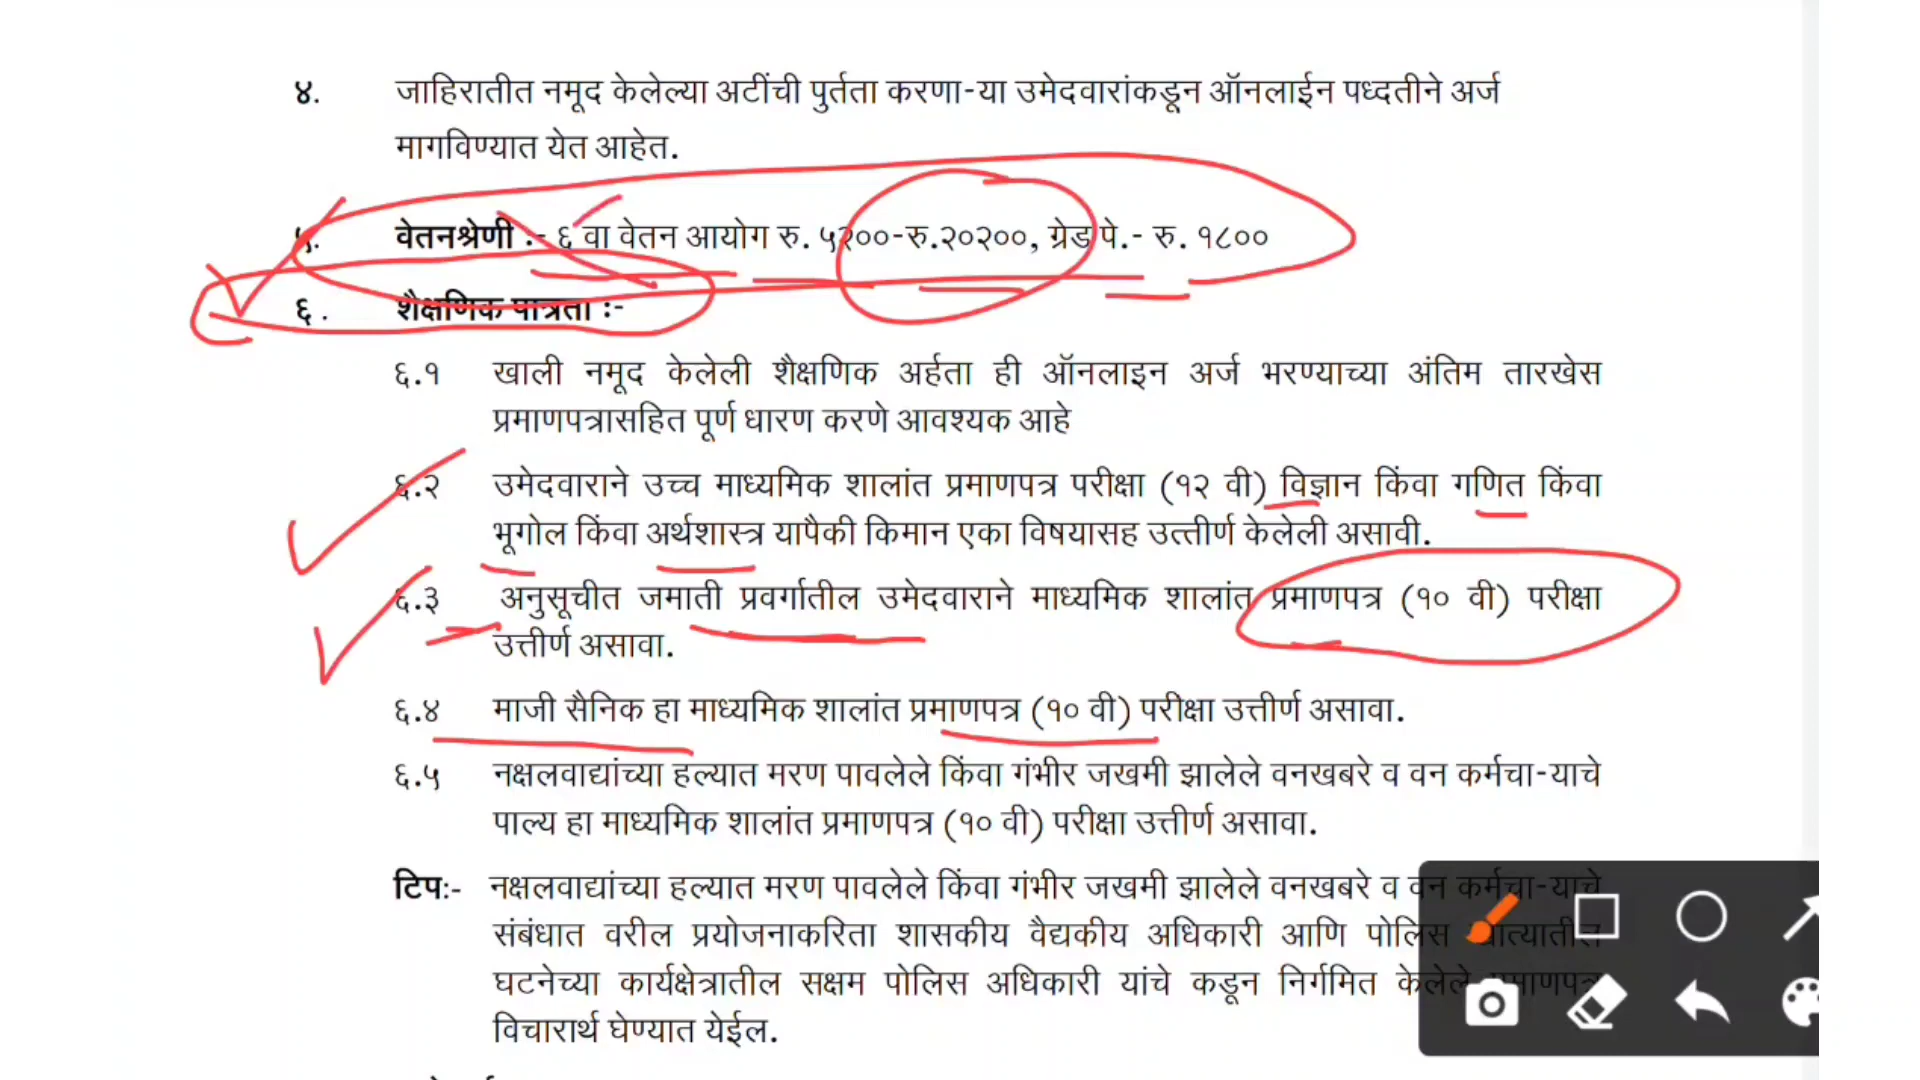 ४. जाहिरातीत नमूद केलेल्या अटींची पुर्तता करणा-या उमेदवारांकडून ऑनलाईन पध्दतीने अर्ज
मागविण्यात येत आहेत.
५. वेतनश्रेणी :- ६ वा वेतन आयोग रु. ५२००-रु.२०२००, ग्रेड पे.- रु. १८००
६. शैक्षणिक पात्रता :-
६.१ खाली नमूद केलेली शैक्षणिक अर्हता ही ऑनलाइन अर्ज भरण्याच्या अंतिम तारखेस
प्रमाणपत्रासहित पूर्ण धारण करणे आवश्यक आहे
६.२ उमेदवाराने उच्च माध्यमिक शालांत प्रमाणपत्र परीक्षा (१२ वी) विज्ञान किंवा गणित किंवा
भूगोल किंवा अर्थशास्त्र यापैकी किमान एका विषयासह उत्तीर्ण केलेली असावी.
६.३ अनुसूचीत जमाती प्रवर्गातील उमेदवाराने माध्यमिक शालांत प्रमाणपत्र (१० वी) परीक्षा
उत्तीर्ण असावा.
६.४ माजी सैनिक हा माध्यमिक शालांत प्रमाणपत्र (१० वी) परीक्षा उत्तीर्ण असावा.
६.५ नक्षलवाद्यांच्या हल्यात मरण पावलेले किंवा गंभीर जखमी झालेले वनखबरे व वन कर्मचा-याचे
पाल्य हा माध्यमिक शालांत प्रमाणपत्र (१० वी) परीक्षा उत्तीर्ण असावा.
टिपः- नक्षलवाद्यांच्या हल्यात मरण पावलेले किंवा गंभीर जखमी झालेले वनखबरे व वन कर्मचा-याचे
संबंधात वरील प्रयोजनाकरिता शासकीय वैद्यकीय अधिकारी आणि पोलिस
घटनेच्या कार्यक्षेत्रातील सक्षम पोलिस अधिकारी यांचे कडून निर्गमित केलेले
विचारार्थ घेण्यात येईल.